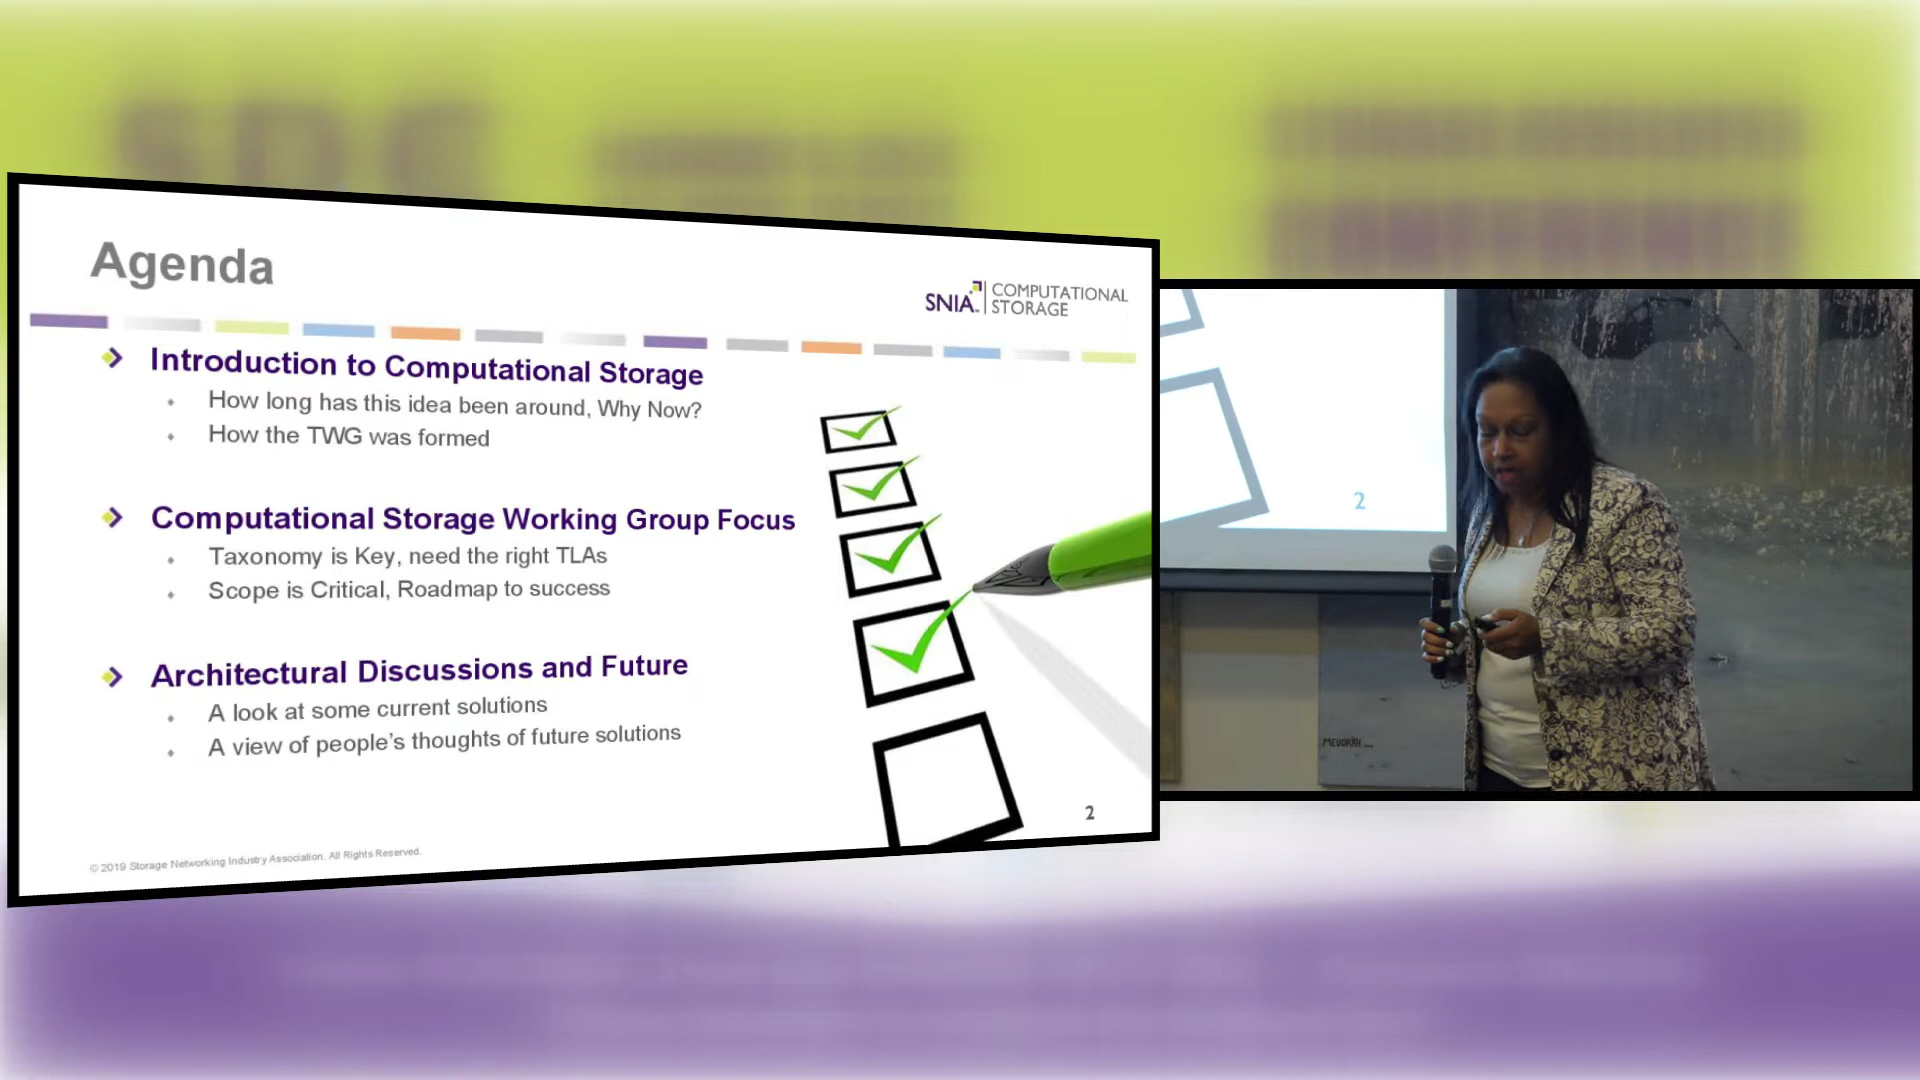 Agenda
SNIA COMPUTATIONAL
STORAGE
Introduction to Computational Storage
How long has this idea been around, Why Now?
How the TWG was formed
Computational Storage Working Group Focus
Taxonomy is Key, need the right TLAs
Scope is Critical, Roadmap to success
Architectural Discussions and Future
A look at some current solutions
A view of people's thoughts of future solutions
2
© 2019 Storage Networking Industry Association. All Rights Reserved.
2